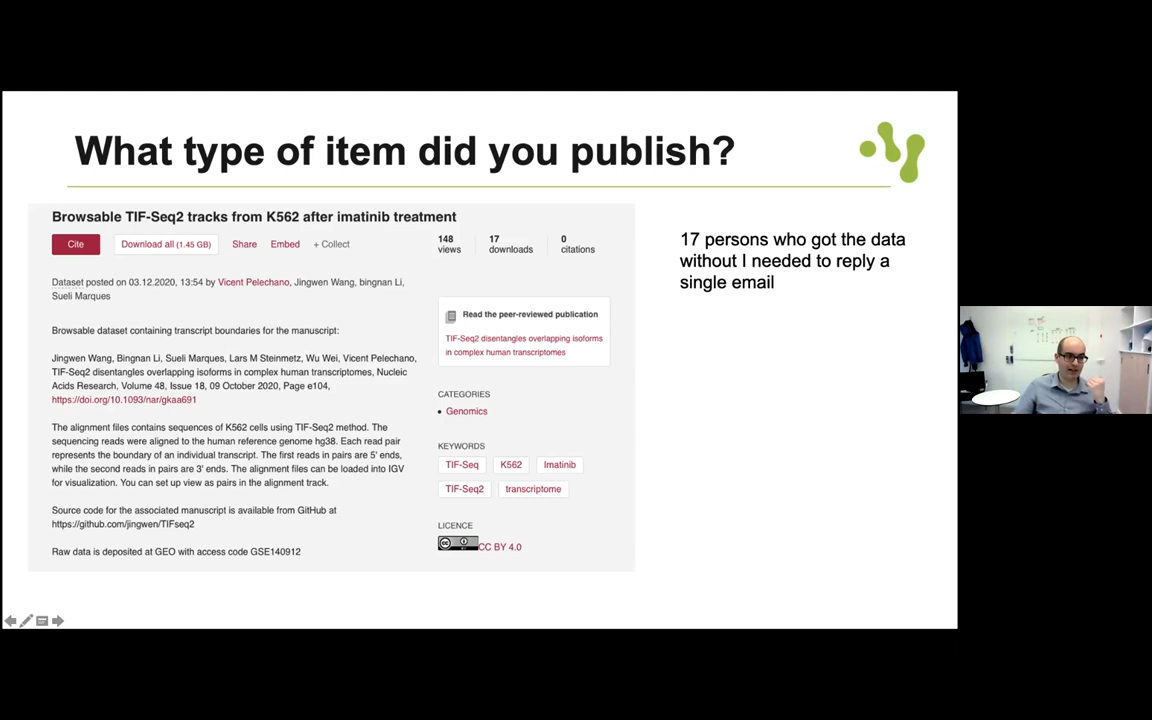 What type of item did you publish?
Browsable TIF-Seq2 tracks from K562 after imatinib treatment
Cite
Download all (1.45 GB)
Share
Embed
+ Collect
148
views
17
downloads
0
citations
Dataset posted on 03.12.2020, 13:54 by Vicent Pelechano, Jingwen Wang, bingnan Li,
Sueli Marques
Browsable dataset containing transcript boundaries for the manuscript:
Jingwen Wang, Bingnan Li, Sueli Marques, Lars M Steinmetz, Wu Wei, Vicent Pelechano,
TIF-Seq2 disentangles overlapping isoforms in complex human transcriptomes, Nucleic
Acids Research, Volume 48, Issue 18, 09 October 2020, Page e104,
https://doi.org/10.1093/nar/gkaa691
The alignment files contains sequences of K562 cells using TIF-Seq2 method. The
sequencing reads were aligned to the human reference genome hg38. Each read pair
represents the boundary of an individual transcript. The first reads in pairs are 5' ends,
while the second reads in pairs are 3' ends. The alignment files can be loaded into IGV
for visualization. You can set up view as pairs in the alignment track.
Source code for the associated manuscript is available from GitHub at
https://github.com/jingwen/TIFseq2
Raw data is deposited at GEO with access code GSE140912
Read the peer-reviewed publication
TIF-Seq2 disentangles overlapping isoforms
in complex human transcriptomes
CATEGORIES
• Genomics
KEYWORDS
TIF-Seq
K562
Imatinib
TIF-Seq2
transcriptome
LICENCE
CC BY 4.0
17 persons who got the data
without I needed to reply a
single email